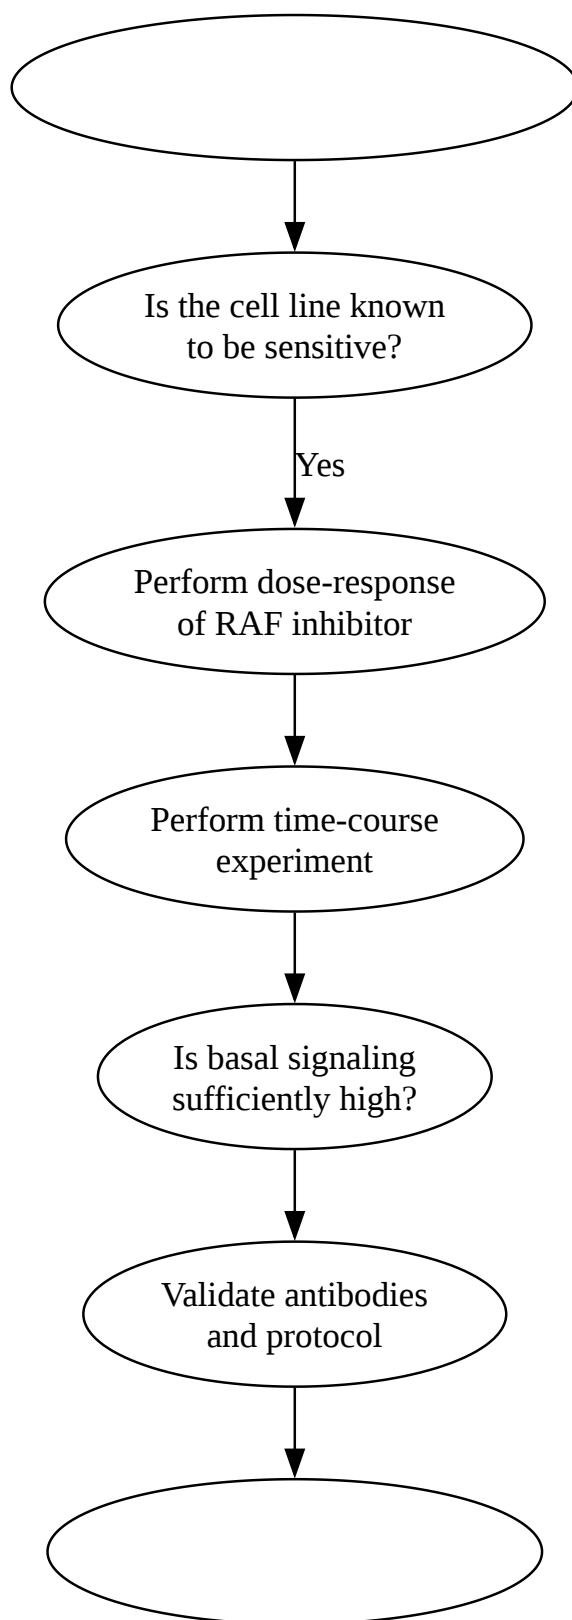 Is the cell line known
to be sensitive?
Yes
Perform dose-response
of RAF inhibitor
Perform time-course
experiment
Is basal signaling
sufficiently high?
Validate antibodies
and protocol